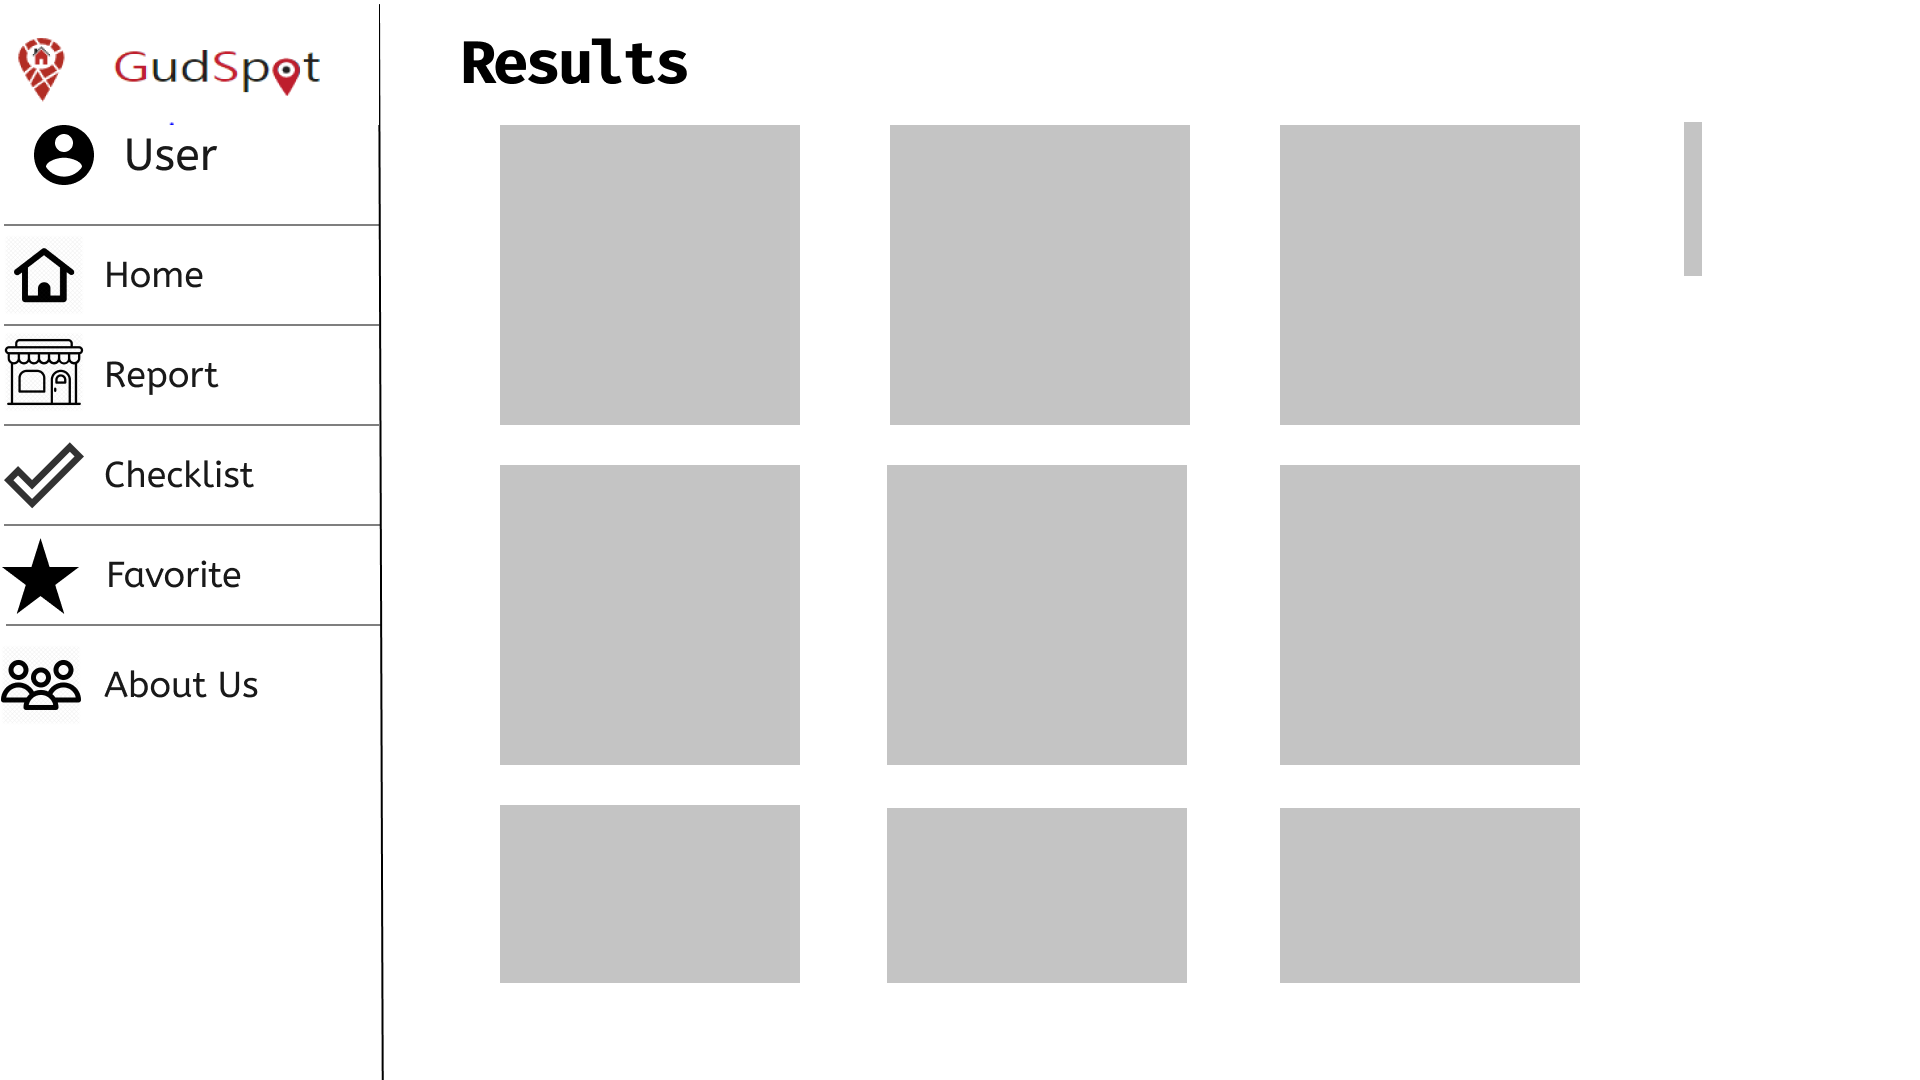 GudSpot
User
Home
Report
Checklist
Favorite
About Us
Results